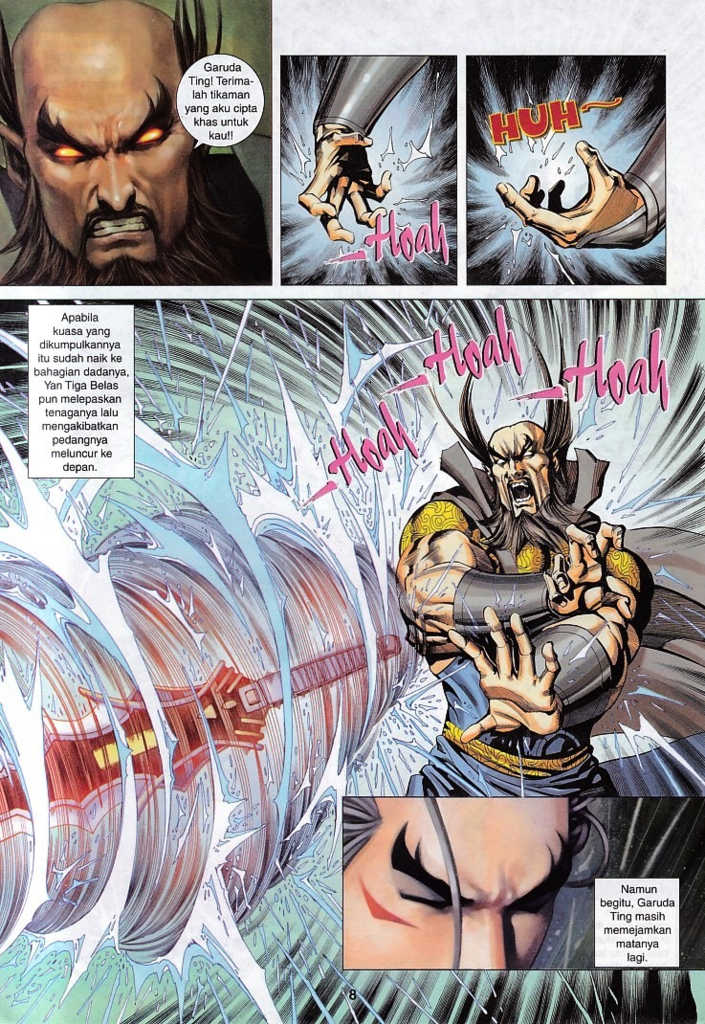 Garuda
Ting! Terima-
lah tikaman
yang aku cipta
khas untuk
kau!!
Hoah
HUH~
Apabila
kuasa yang
dikumpulkannya
itu sudah naik ke
bahagian dadanya,
Yan Tiga Belas
pun melepaskan
tenaganya lalu
mengakibatkan
pedangnya
meluncur ke
depan.
Hoah
Hoah
Hoah
Namun
begitu, Garuda
Ting masih
memejamkan
matanya
lagi.
8